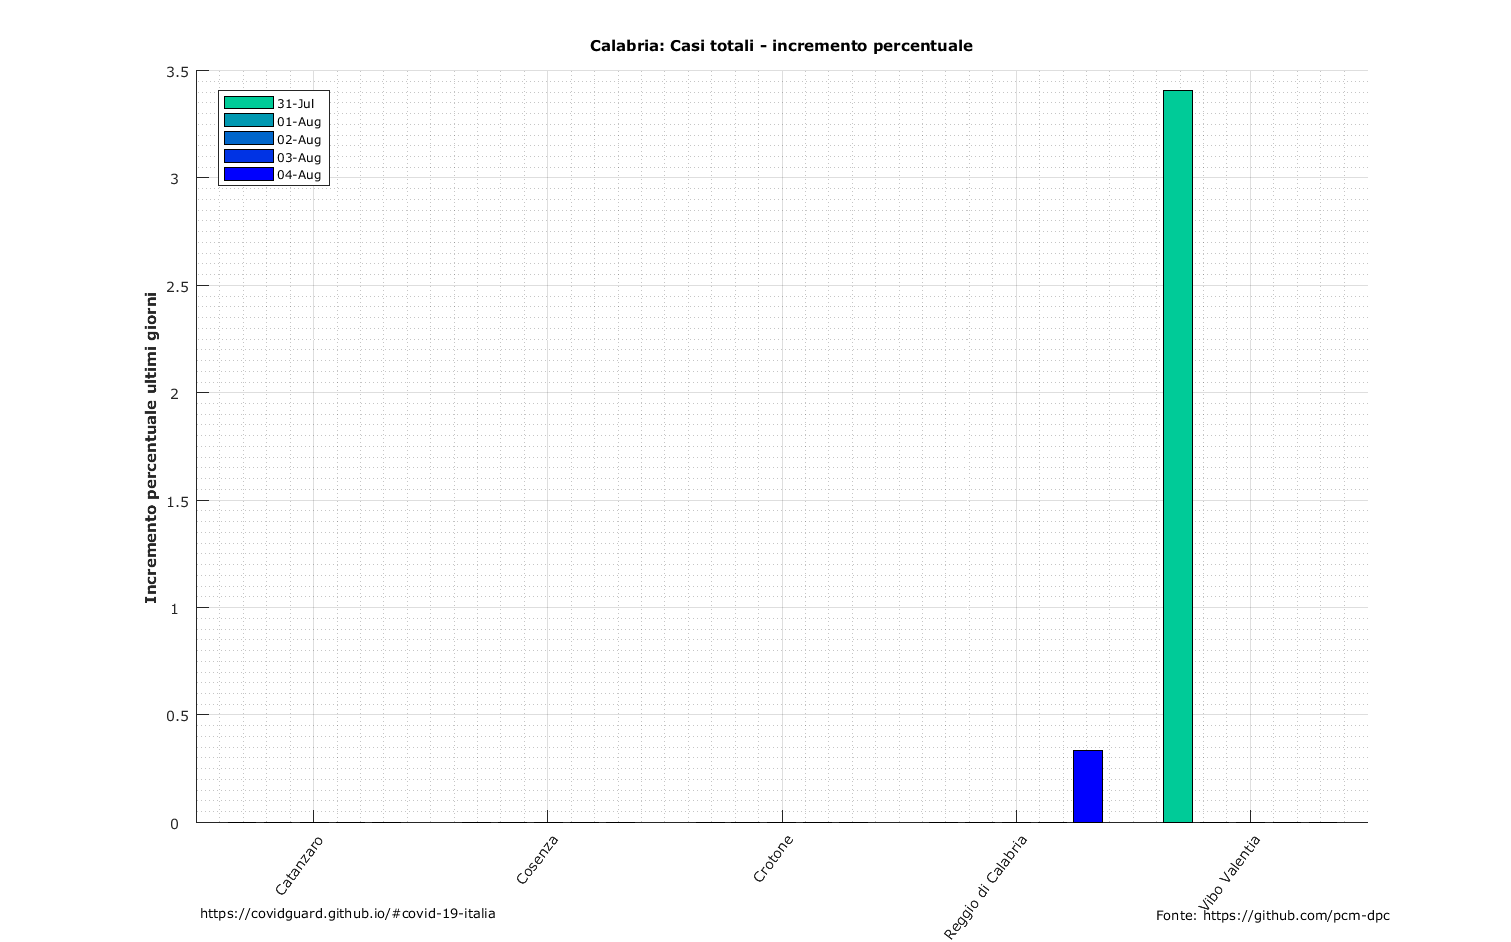 Calabria: Casi totali - incremento percentuale
3.5
3
2.5
2
1.5
1
0.5
0
Incremento percentuale ultimi giorni
31-Jul
01-Aug
02-Aug
03-Aug
04-Aug
Catanzaro
Cosenza
Crotone
Reggio di Calabria
Vibo Valentia
https://covidguard.github.io/#covid-19-italia
Fonte: https://github.com/pcm-dpc